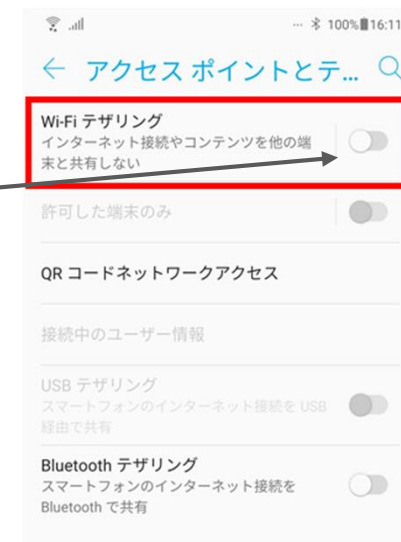 100% 16:11
アクセス ポイントとテ...
Wi-Fi テザリング
インターネット接続やコンテンツを他の端
末と共有しない
許可した端末のみ
QR コードネットワークアクセス
接続中のユーザー情報
USB テザリング
スマートフォンのインターネット接続を USB
経由で共有
Bluetooth テザリング
スマートフォンのインターネット接続を
Bluetooth で共有